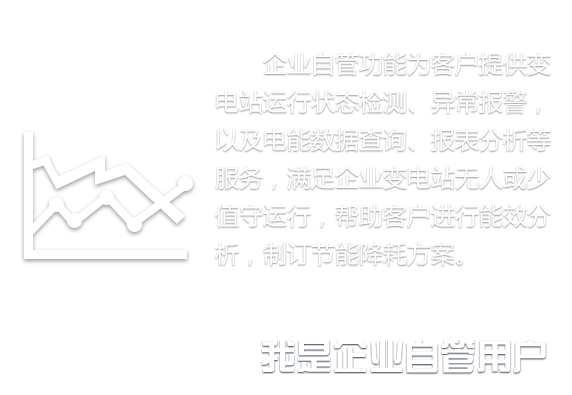 企业自管功能为客户提供变
电站运行状态检测、异常报警，
以及电能数据查询、报表分析等
服务，满足企业变电站无人或少
值守运行，帮助客户进行能效分
析，制订节能降耗方案。
我是企业自管用户